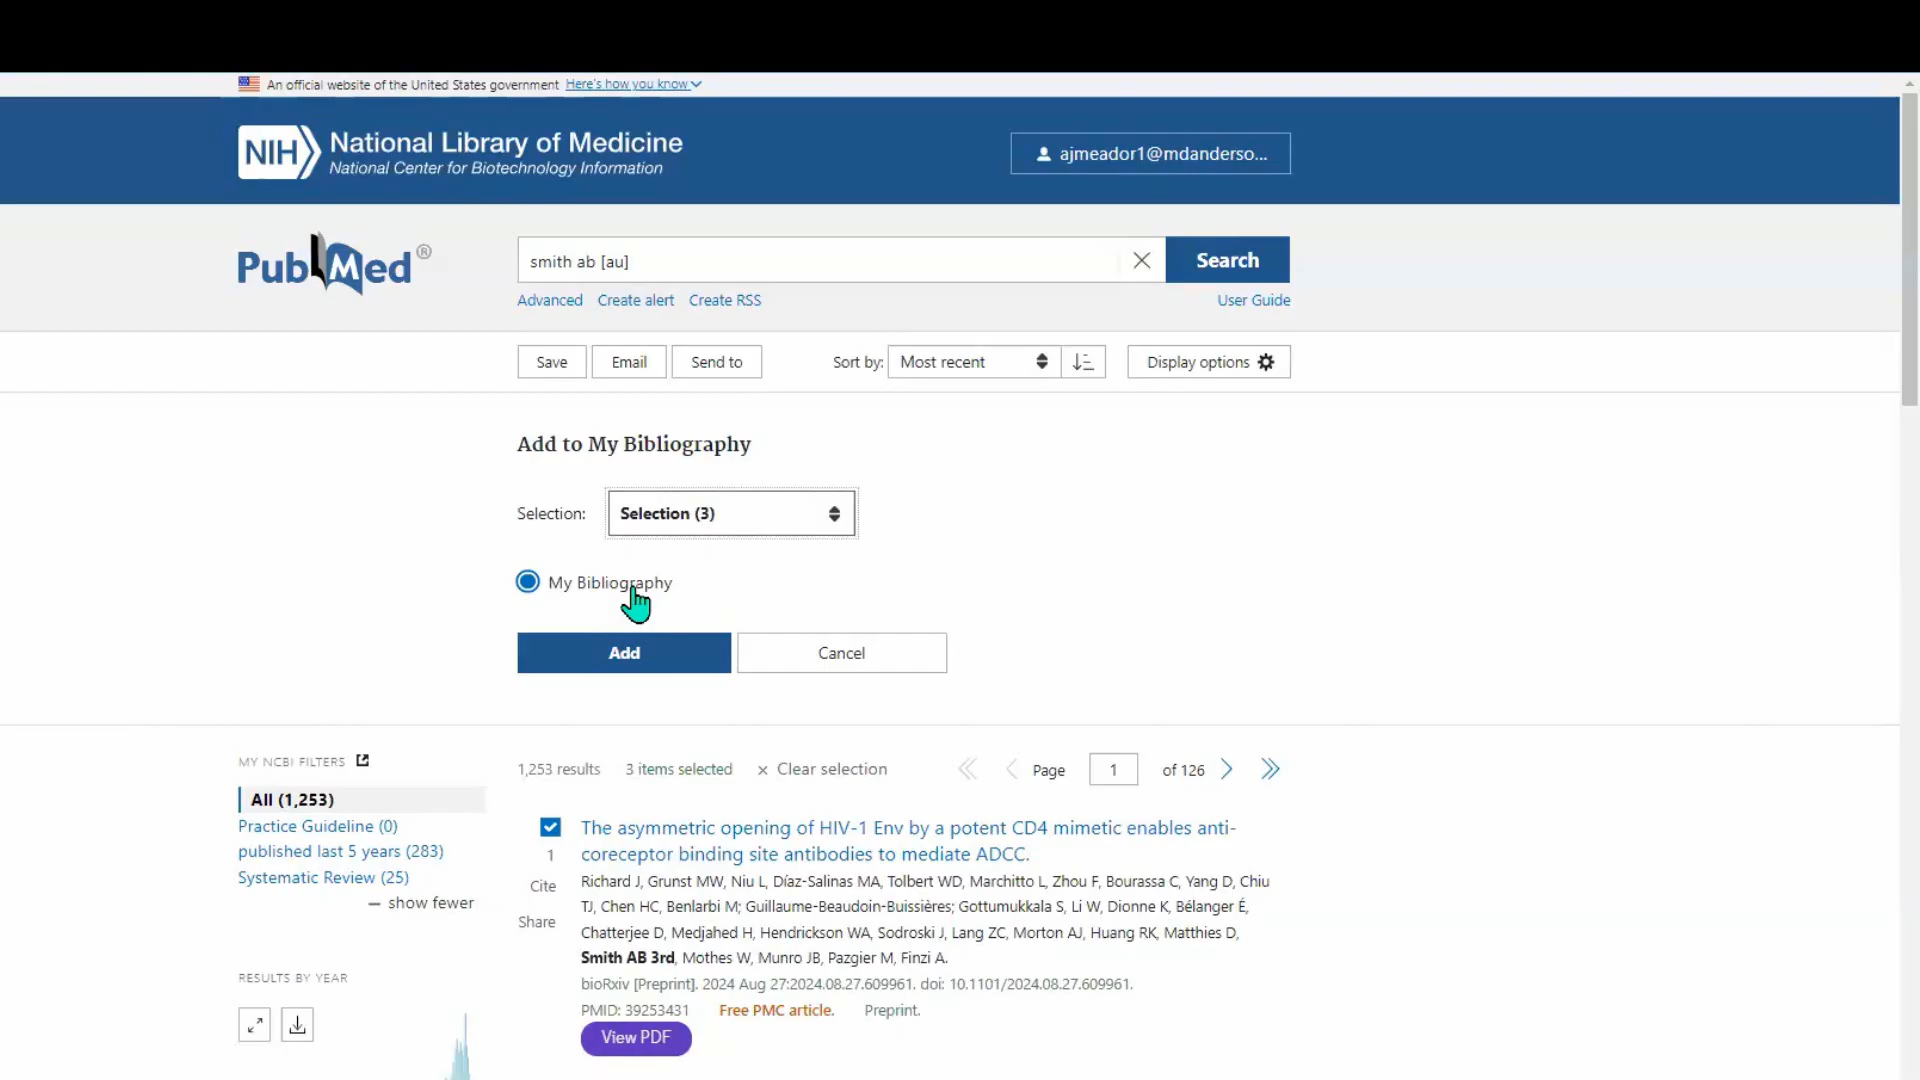 An official website of the United States government Here's how you know
NIH National Library of Medicine
National Center for Biotechnology Information
ajmeador1@mdanderso...
PubMed®
smith ab [au]
Search
Advanced Create alert Create RSS
User Guide
Save Email Send to
Sort by: Most recent
Display options
Add to My Bibliography
Selection: Selection (3)
My Bibliography
Add Cancel
MY NCBI FILTERS
All (1,253)
Practice Guideline (0)
published last 5 years (283)
Systematic Review (25)
— show fewer
RESULTS BY YEAR
1,253 results 3 items selected × Clear selection
Page 1 of 126
The asymmetric opening of HIV-1 Env by a potent CD4 mimetic enables anti-
coreceptor binding site antibodies to mediate ADCC.
1
Cite
Share
Richard J, Grunst MW, Niu L, Díaz-Salinas MA, Tolbert WD, Marchitto L, Zhou F, Bourassa C, Yang D, Chiu
TJ, Chen HC, Benlarbi M; Guillaume-Beaudoin-Buissières; Gottumukkala S, Li W, Dionne K, Bélanger É,
Chatterjee D, Medjahed H, Hendrickson WA, Sodroski J, Lang ZC, Morton AJ, Huang RK, Matthies D,
Smith AB 3rd, Mothes W, Munro JB, Pazgier M, Finzi A.
bioRxiv [Preprint]. 2024 Aug 27:2024.08.27.609961. doi: 10.1101/2024.08.27.609961.
PMID: 39253431 Free PMC article. Preprint.
View PDF